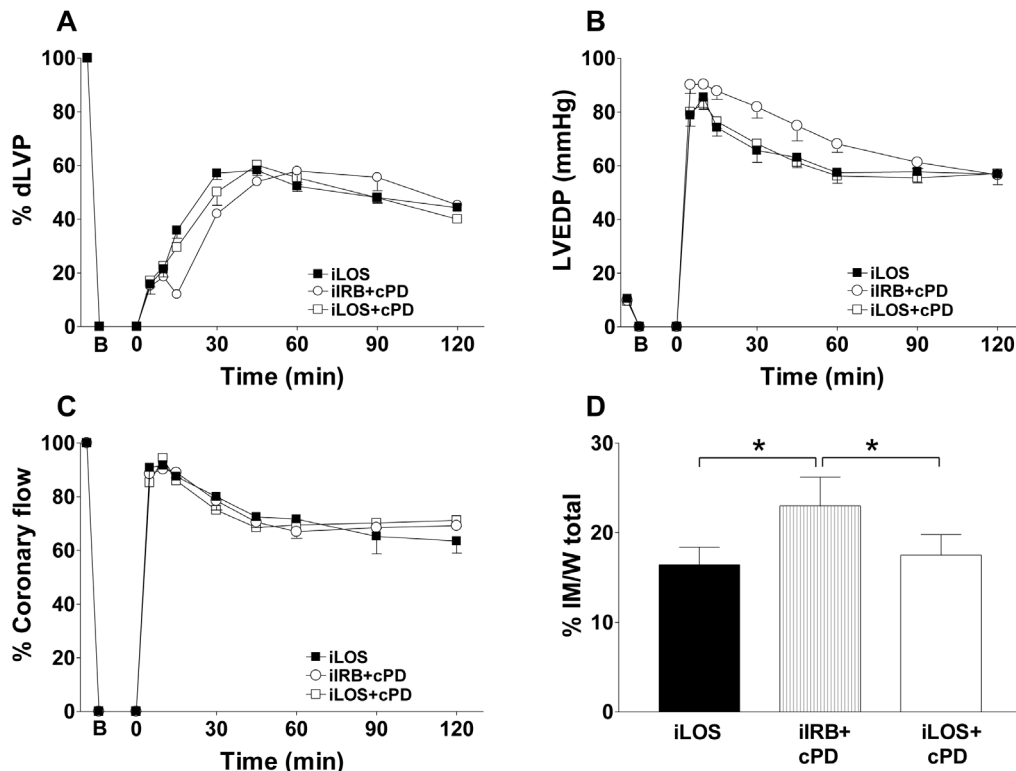 A
% dLVP
100
80
60
40
20
0
B
0
30
60
90
120
Time (min)
iLOS
iIRB+cPD
iLOS+cPD
B
LVEDP (mmHg)
100
80
60
40
20
0
B
0
30
60
90
120
Time (min)
iLOS
iIRB+cPD
iLOS+cPD
C
% Coronary flow
100
80
60
40
20
0
B
0
30
60
90
120
Time (min)
iLOS
iIRB+cPD
iLOS+cPD
D
% IM/W total
30
20
10
0
*
*
iLOS
iIRB+
cPD
iLOS+
cPD